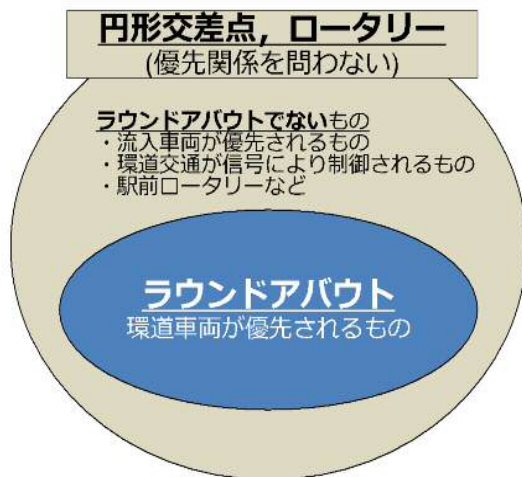 円形交差点，ロータリー
(優先関係を問わない)
ラウンドアバウトでないもの
・流入車両が優先されるもの
・環道交通が信号により制御されるもの
・駅前ロータリーなど
ラウンドアバウト
環道車両が優先されるもの